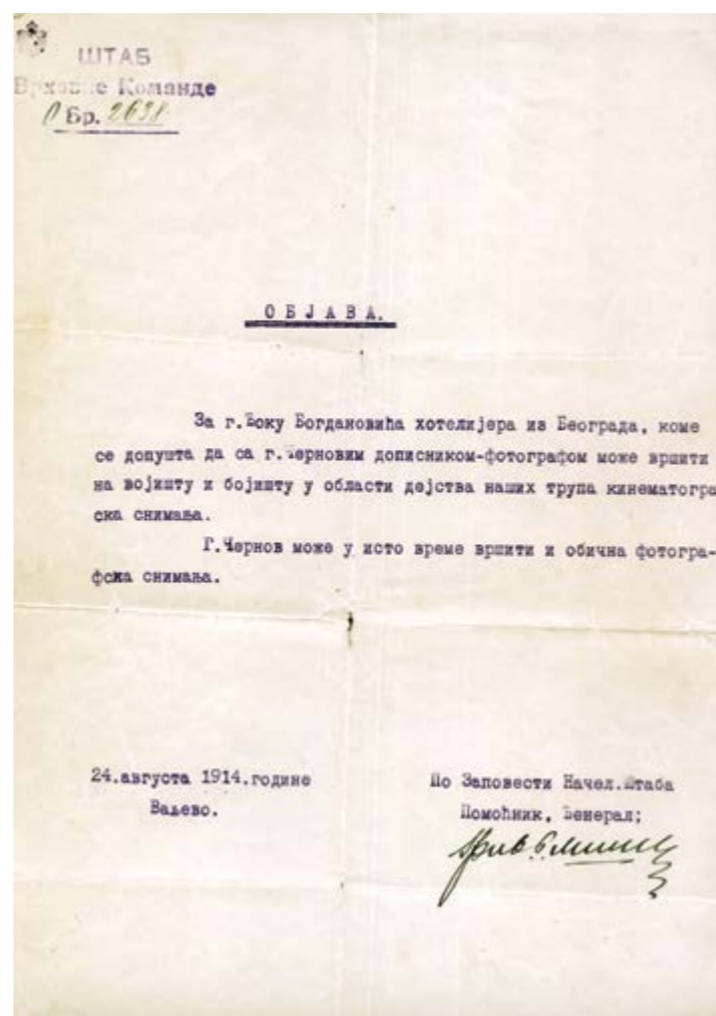 ШТАБ
Врховне Команде
О Бр. 2638.
ОБЈАВА.
За г.Ђоку Богдановића хотелијера из Београда, коме
се допушта да са г.Черновим дописником-фотографом може вршити
на војишту и бојишту у области дејства наших трупа кинематогра
ска снимања.
Г.Чернов може у исто време вршити и обична фотогра-
фска снимања.
24.августа 1914.године
Ваљево.
По Заповести Начел.Штаба
Помоћник, Ђенерал;